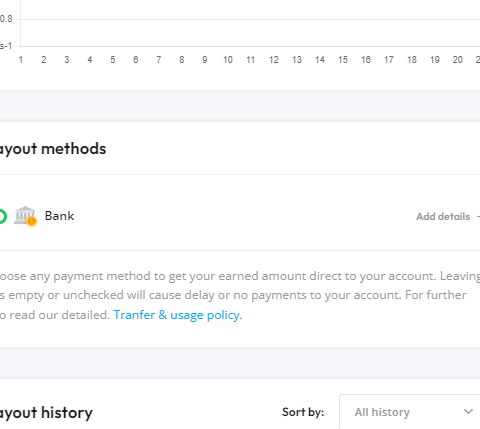 0.8
s-1
1 2 3 4 5 6 7 8 9 10 11 12 13 14 15 16 17 18 19 20
ayout methods
Bank Add details
oose any payment method to get your earned amount direct to your account. Leaving
s empty or unchecked will cause delay or no payments to your account. For further
o read our detailed. Tranfer & usage policy.
ayout history Sort by: All history